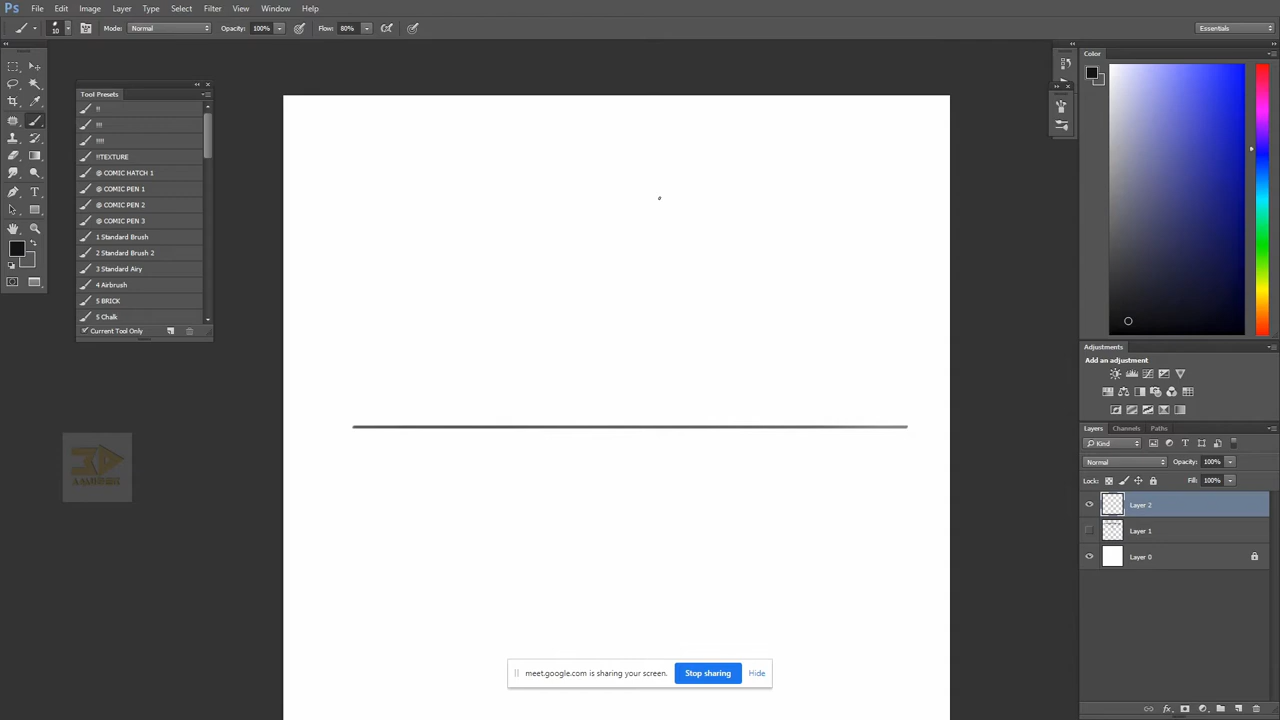 Ps File Edit Image Layer Type Select Filter View Window Help
10 Mode: Normal Opacity: 100% Flow: 80% Essentials
Tool Presets
!!
!!!
!!!!
!!TEXTURE
@ COMIC HATCH 1
@ COMIC PEN 1
@ COMIC PEN 2
@ COMIC PEN 3
1 Standard Brush
2 Standard Brush 2
3 Standard Airy
4 Airbrush
5 BRICK
5 Chalk
Current Tool Only
Color
Adjustments
Add an adjustment
Layers Channels Paths
Kind
Normal Opacity: 100%
Lock: Fill: 100%
Layer 2
Layer 1
Layer 0
meet.google.com is sharing your screen. Stop sharing Hide